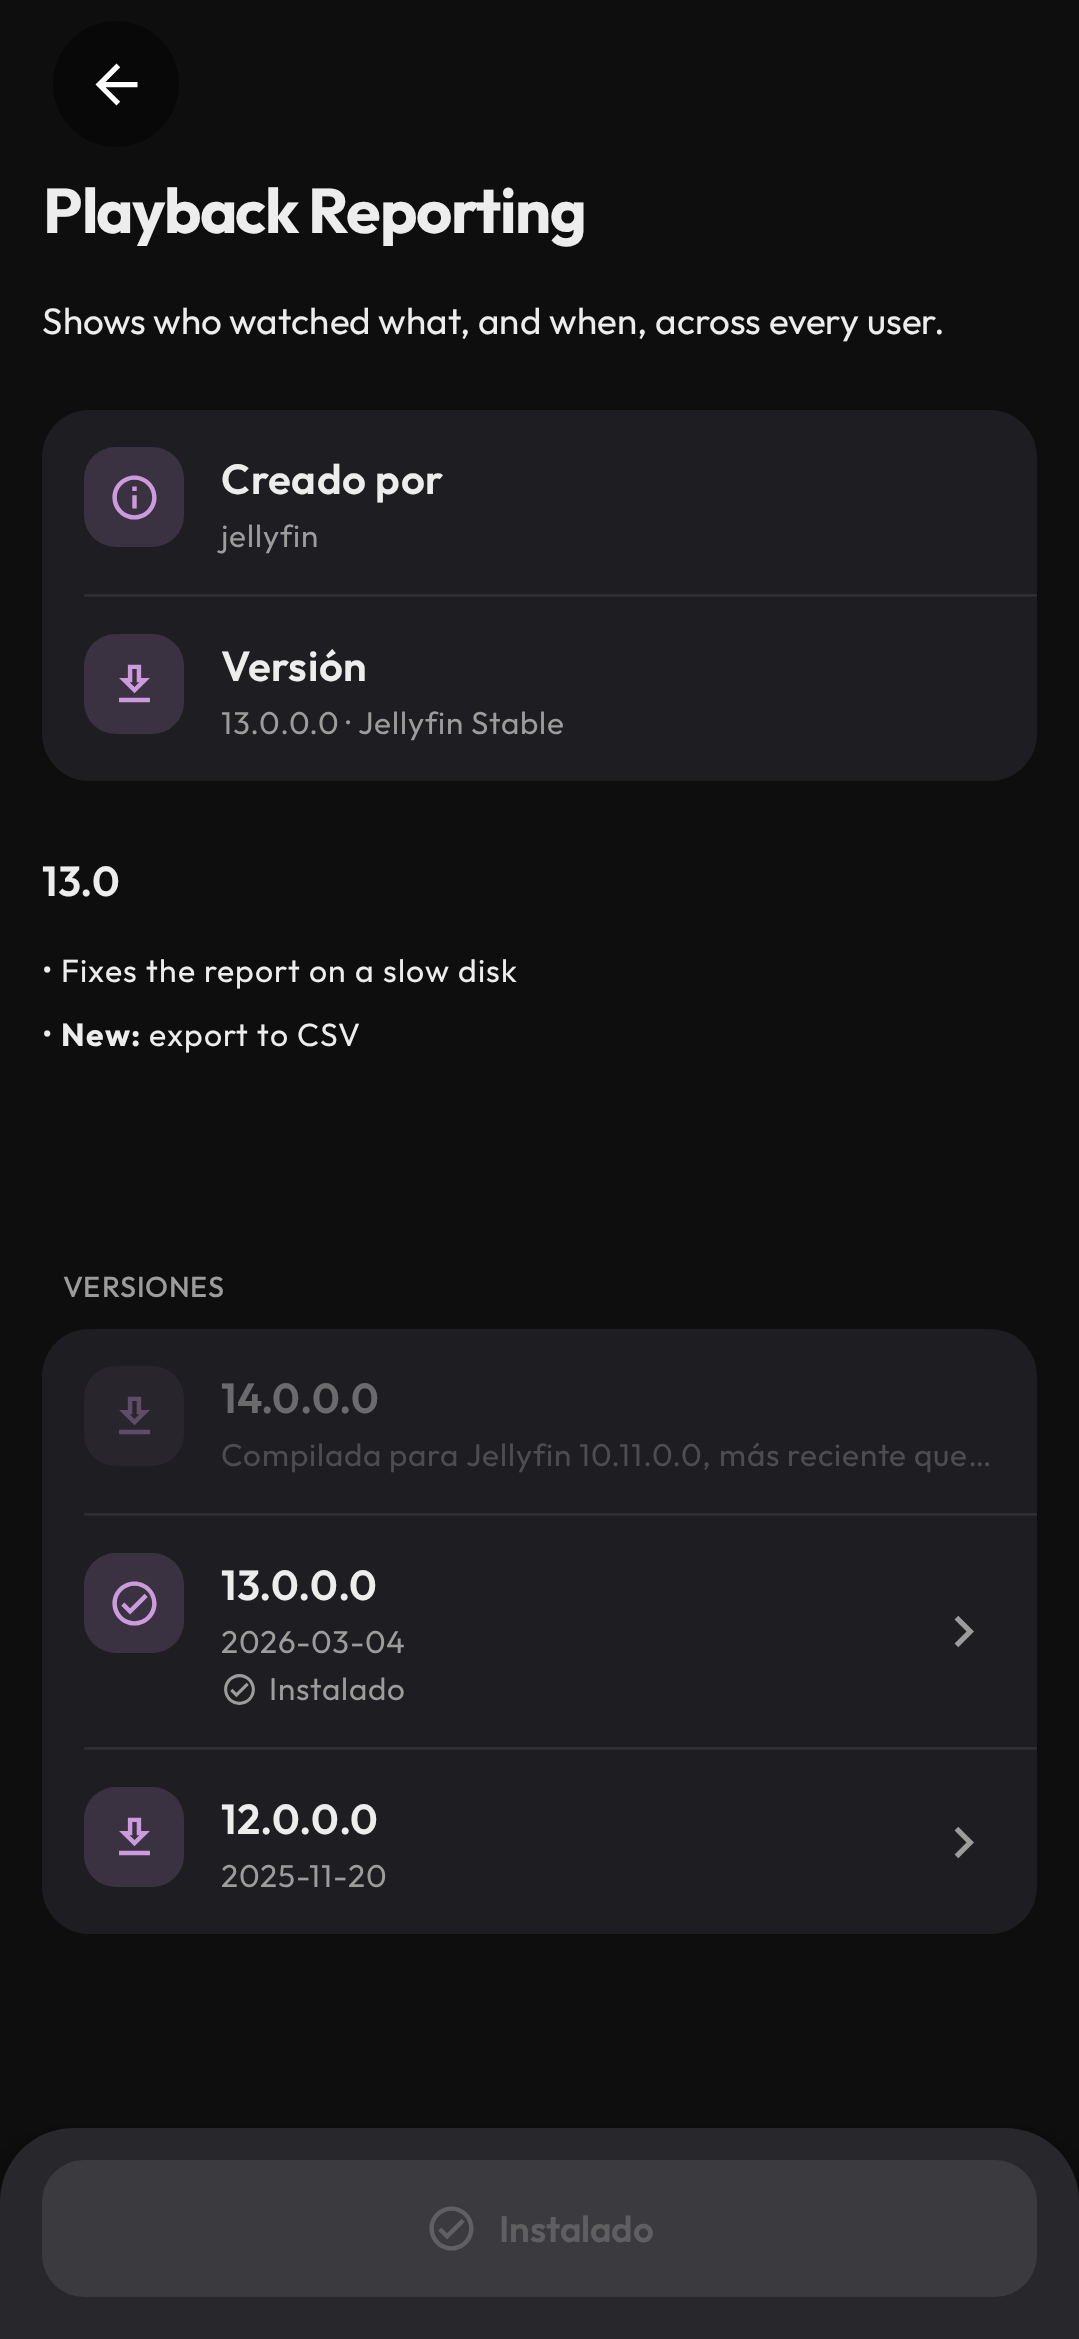 Playback Reporting
Shows who watched what, and when, across every user.
Creado por
jellyfin
Versión
13.0.0.0 · Jellyfin Stable
13.0
• Fixes the report on a slow disk
• New: export to CSV
VERSIONES
14.0.0.0
Compilada para Jellyfin 10.11.0.0, más reciente que…
13.0.0.0
2026-03-04
Instalado
12.0.0.0
2025-11-20
Instalado